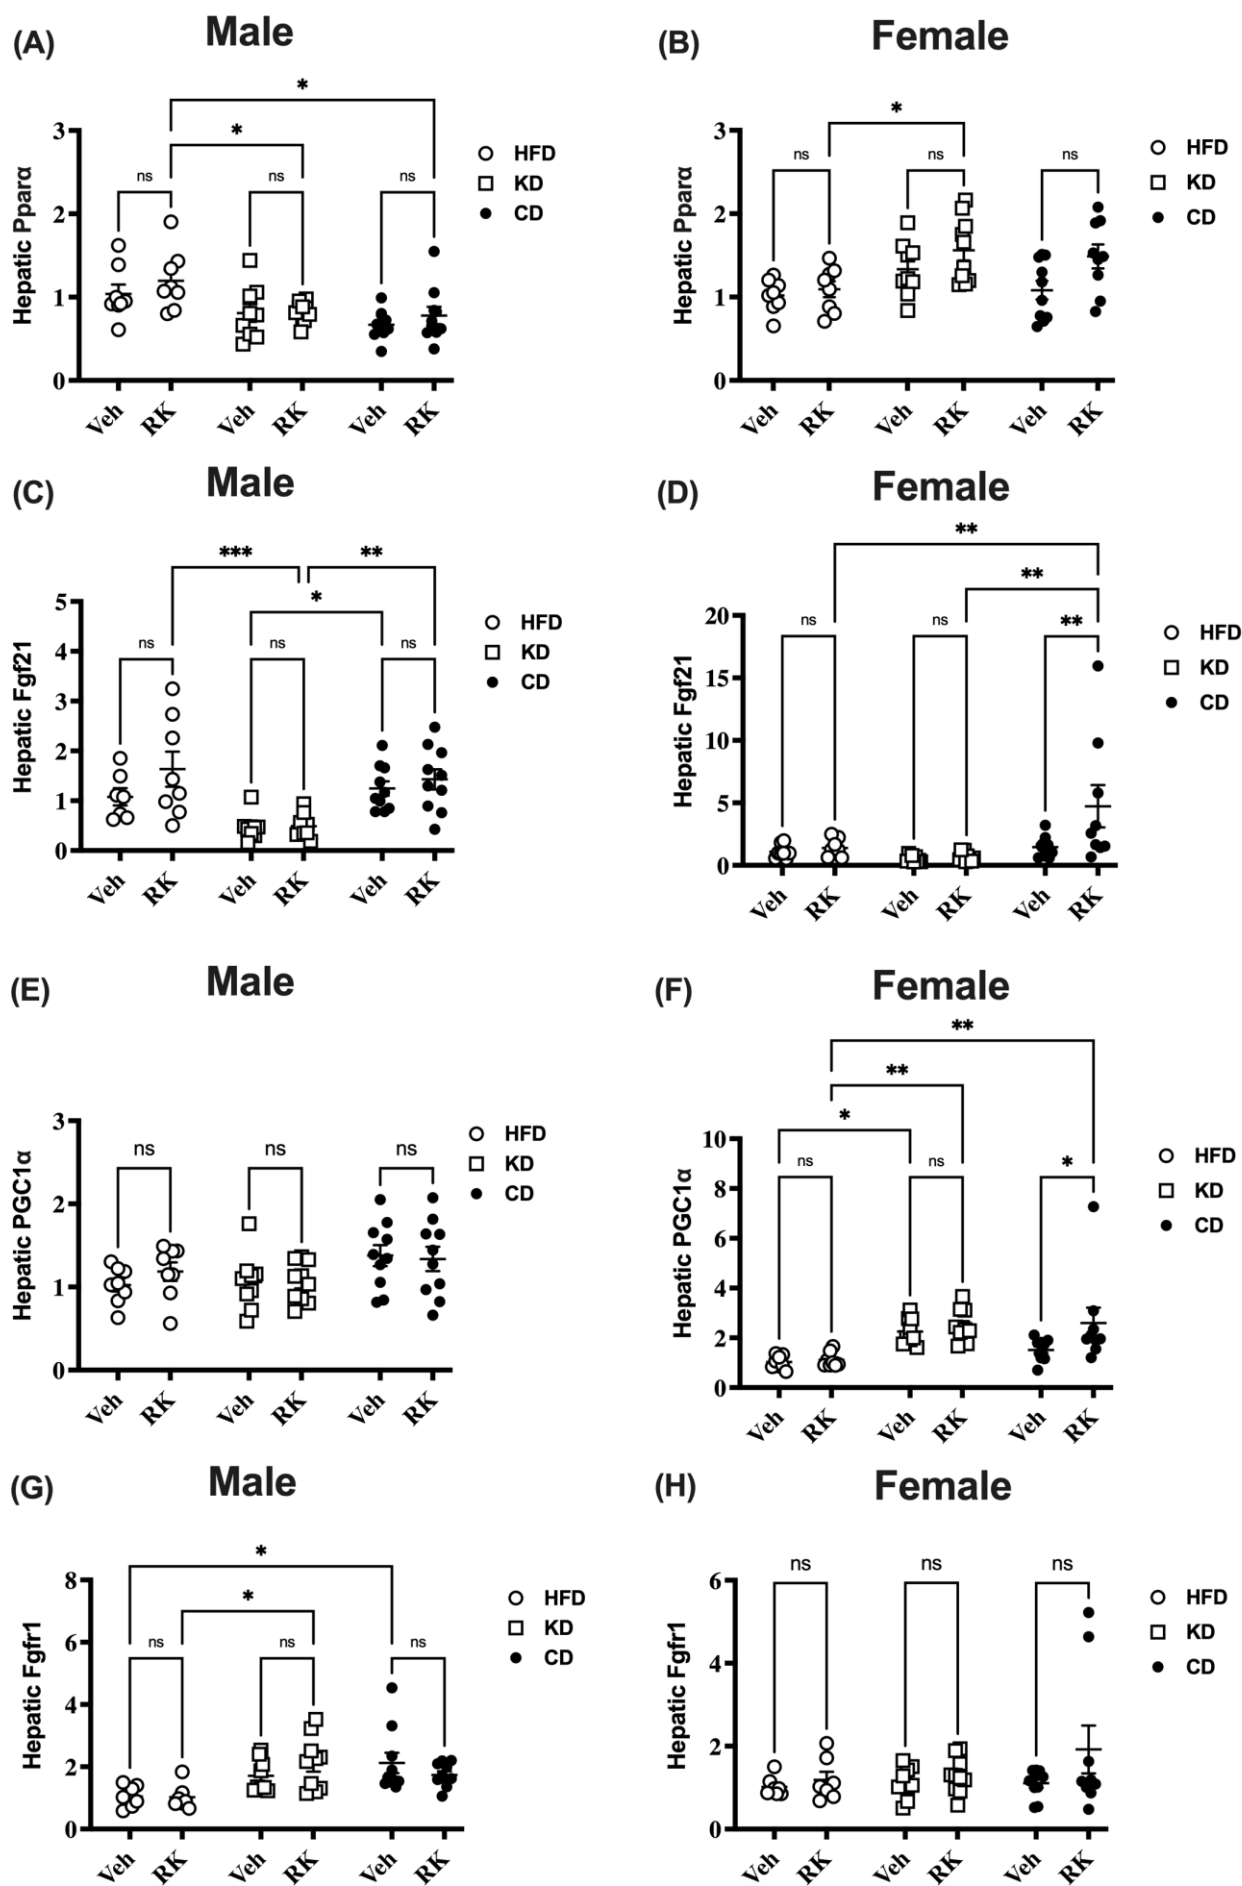 (A) Male
* 
*
ns ns ns
Hepatic Pparα
3
2
1
0
HFD
KD
CD
Veh RK Veh RK Veh RK
(B) Female
*
ns ns ns
Hepatic Pparα
3
2
1
0
HFD
KD
CD
Veh RK Veh RK Veh RK
(C) Male
*** **
*
ns ns ns
Hepatic Fgf21
5
4
3
2
1
0
HFD
KD
CD
Veh RK Veh RK Veh RK
(D) Female
**
**
ns ns **
Hepatic Fgf21
20
15
10
5
0
HFD
KD
CD
Veh RK Veh RK Veh RK
(E) Male
ns ns ns
Hepatic PGC1α
3
2
1
0
HFD
KD
CD
Veh RK Veh RK Veh RK
(F) Female
**
**
*
ns ns *
Hepatic PGC1α
10
8
6
4
2
0
HFD
KD
CD
Veh RK Veh RK Veh RK
(G) Male
*
*
ns ns ns
Hepatic Fgfr1
8
6
4
2
0
HFD
KD
CD
Veh RK Veh RK Veh RK
(H) Female
ns ns ns
Hepatic Fgfr1
6
4
2
0
HFD
KD
CD
Veh RK Veh RK Veh RK